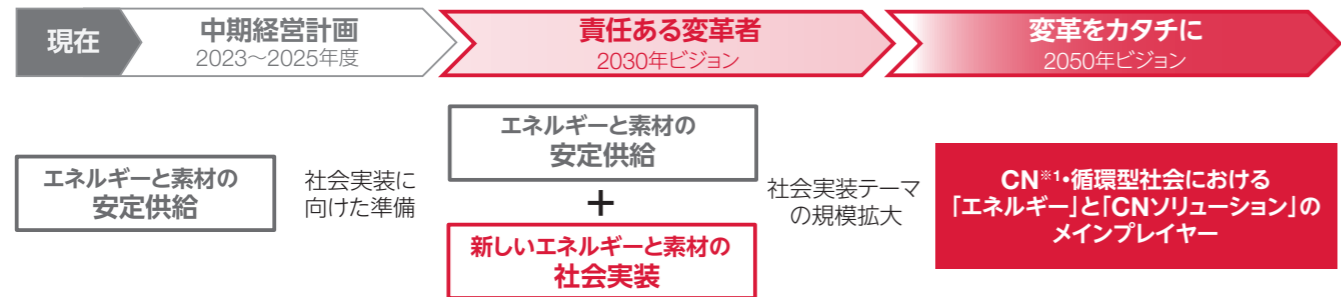 現在
中期経営計画
2023〜2025年度
責任ある変革者
2030年ビジョン
変革をカタチに
2050年ビジョン
エネルギーと素材の
安定供給
社会実装に
向けた準備
エネルギーと素材の
安定供給
+
新しいエネルギーと素材の
社会実装
社会実装テーマ
の規模拡大
CN※1・循環型社会における
「エネルギー」と「CNソリューション」の
メインプレイヤー